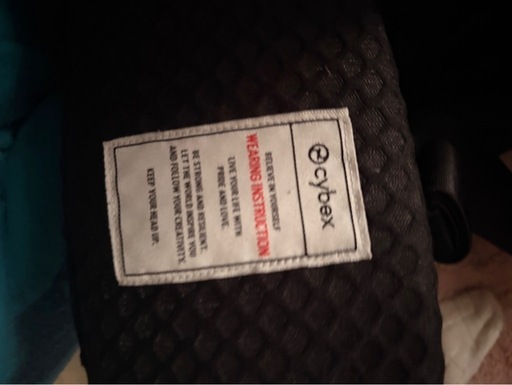 cybex
BELIEVE IN YOURSELF
WEARING INSTRUCTION
LIVE YOUR LIFE WITH
PRIDE AND LOVE.
BE STRONG AND RESILIENT.
LET THE WORLD INSPIRE YOU
AND FOLLOW YOUR CREATIVITY.
KEEP YOUR HEAD UP.